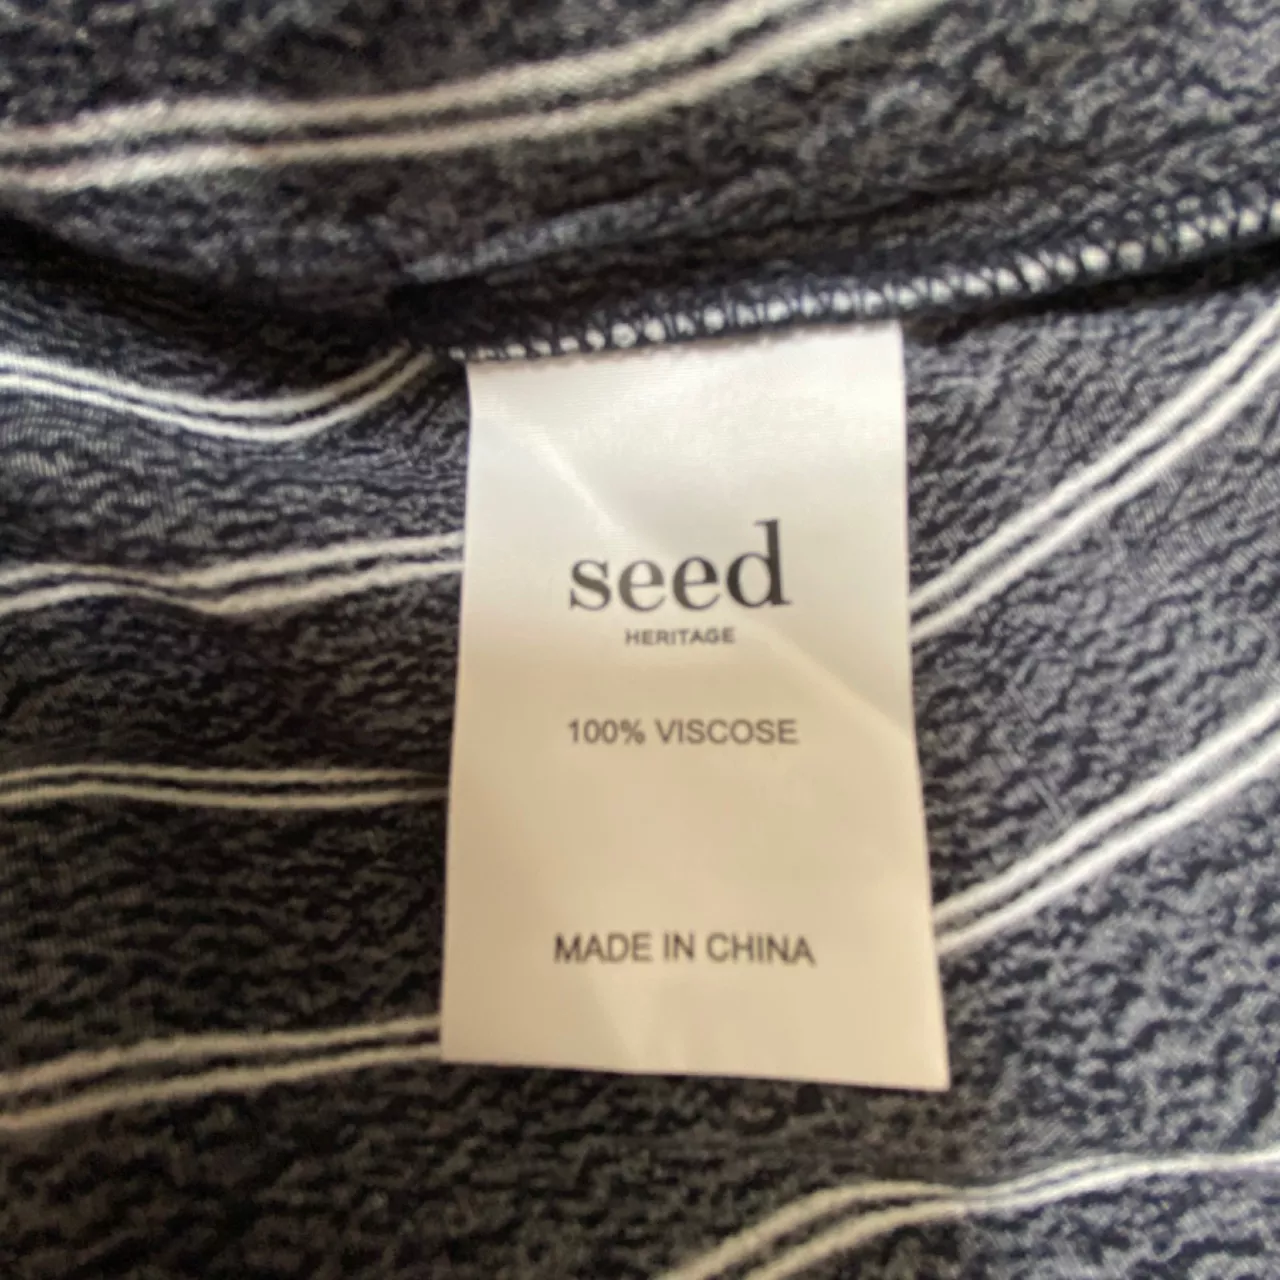 seed
HERITAGE
100% VISCOSE
MADE IN CHINA